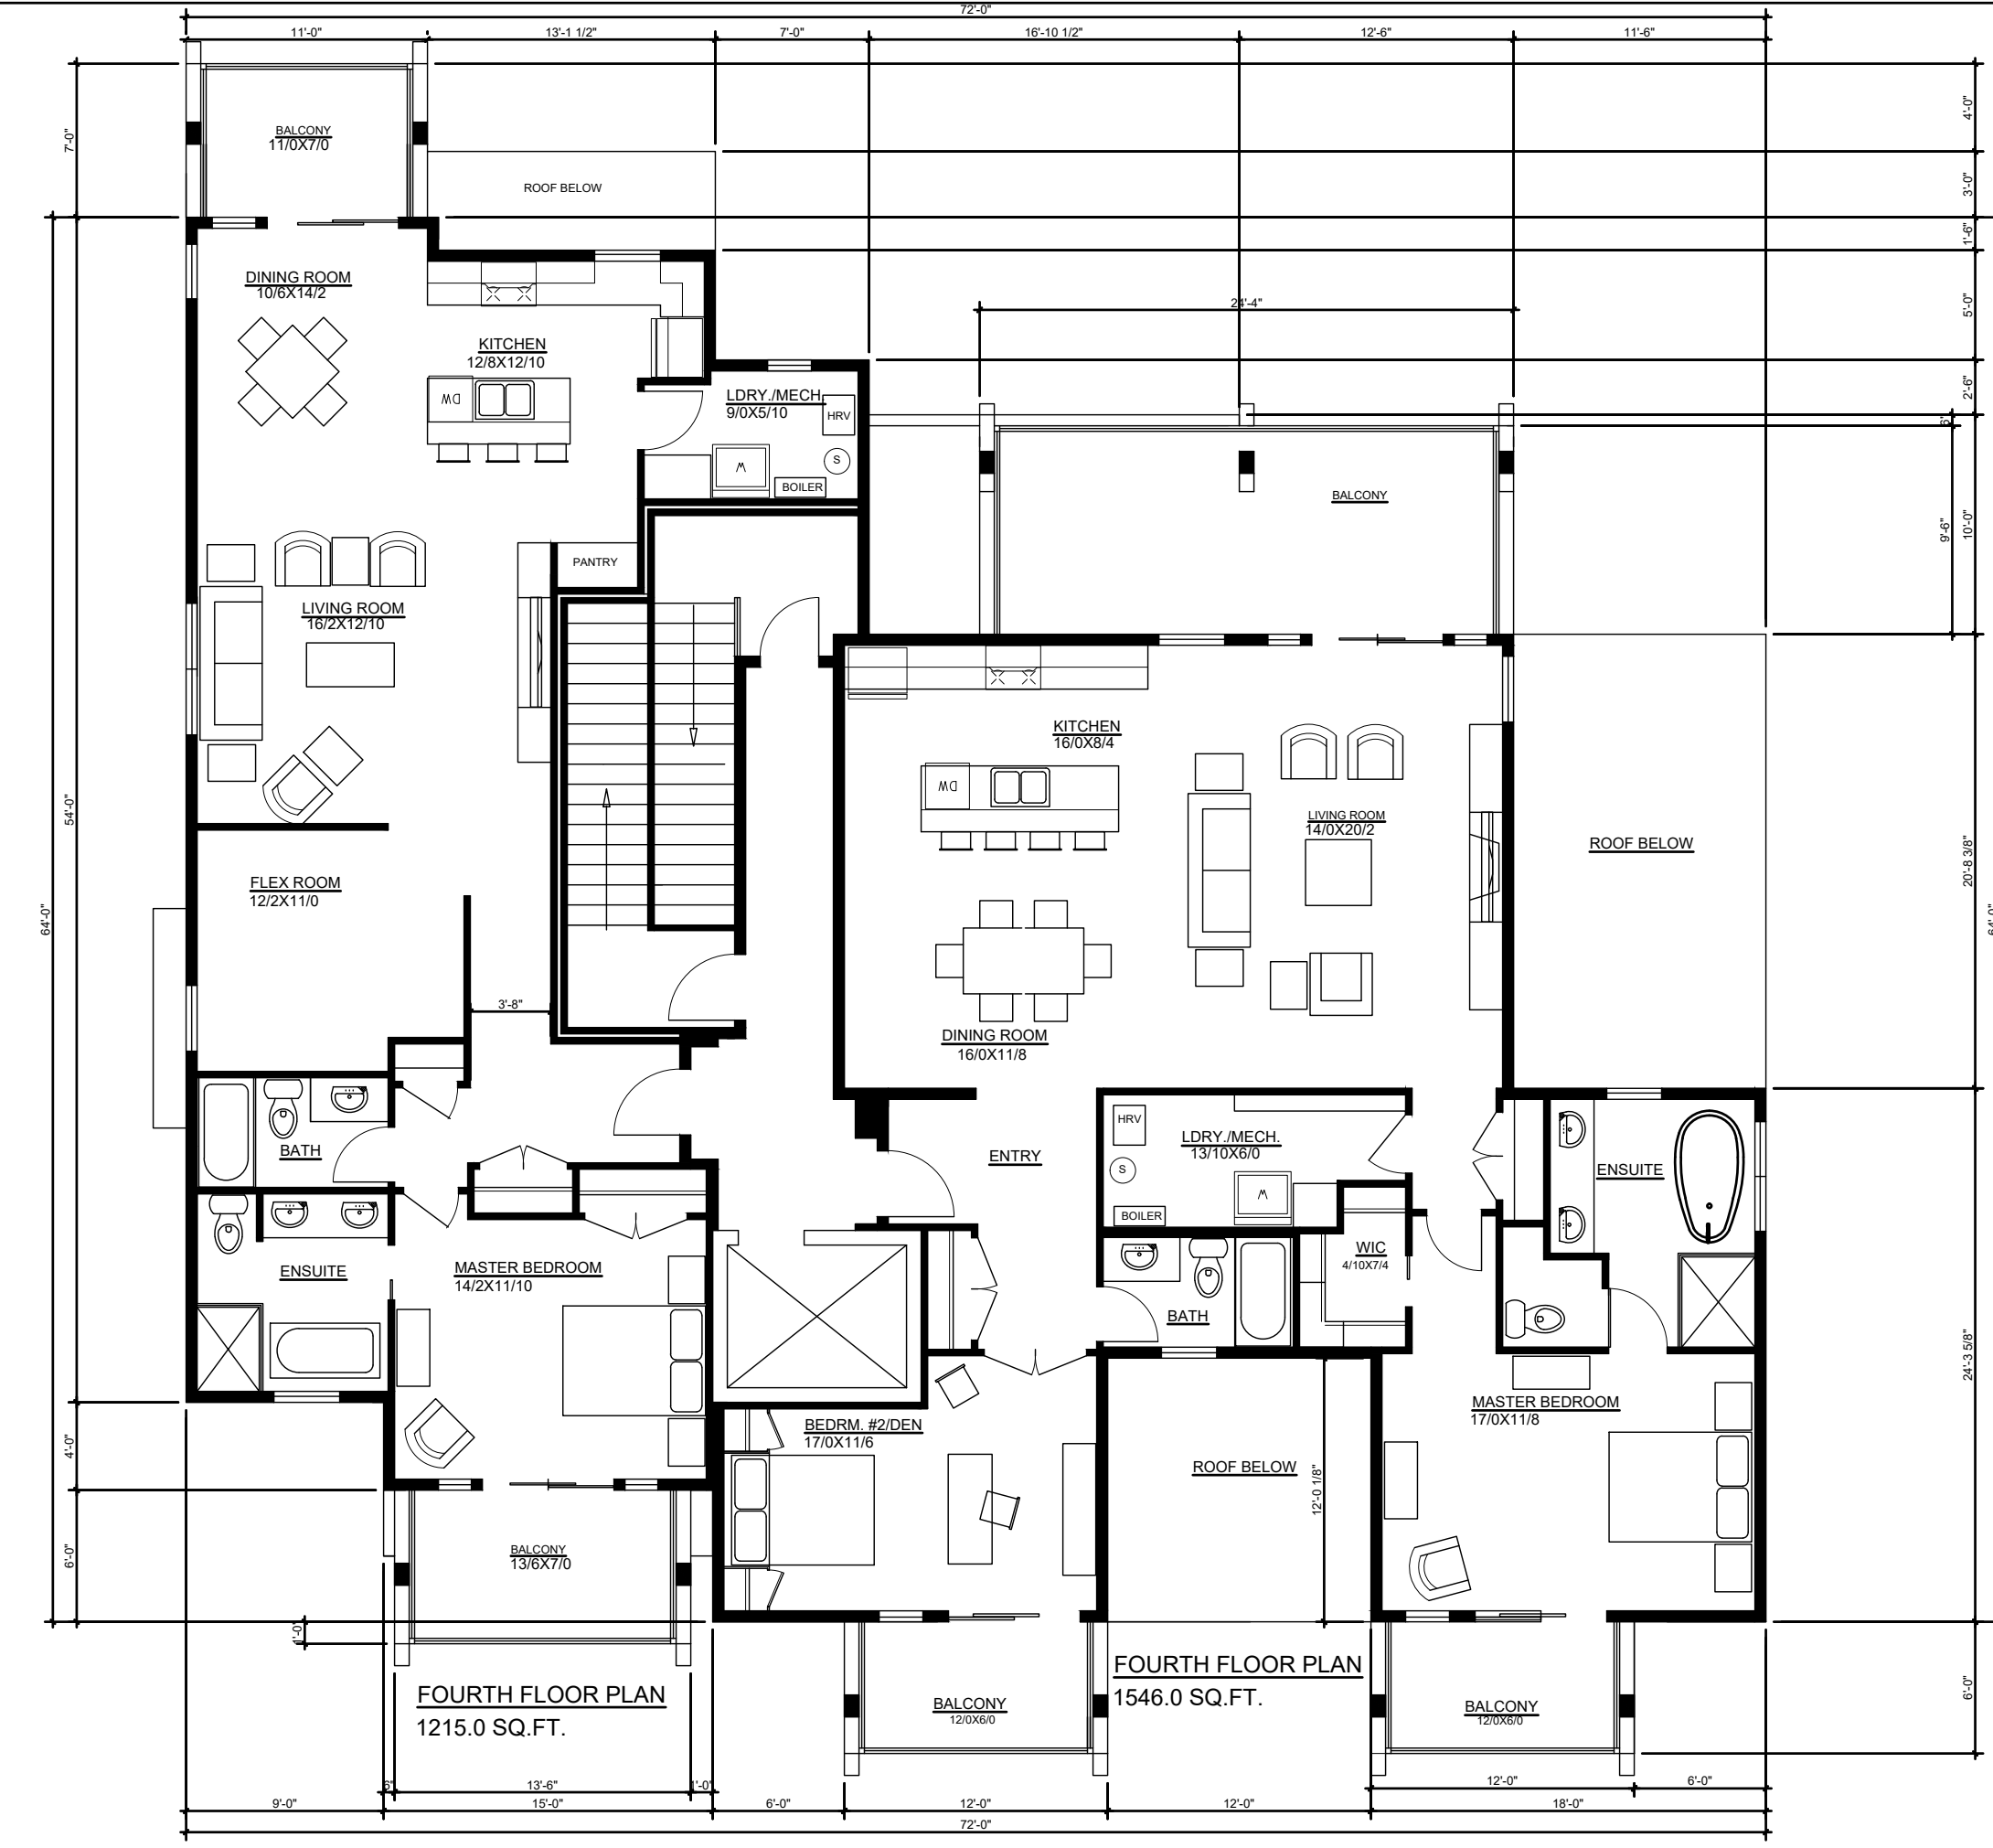 72'-0"
11'-0"
13'-1 1/2"
7'-0"
16'-10 1/2"
12'-6"
11'-6"
7'-0"
4'-0"
3'-0"
1'-6"
5'-0"
2'-6"
6"
9'-6"
10'-0"
20'-8 3/8"
64'-0"
24'-3 5/8"
6'-0"
BALCONY
11/0X7/0
ROOF BELOW
DINING ROOM
10/6X14/2
KITCHEN
12/8X12/10
DW
LDRY./MECH.
9/0X5/10
HRV
S
W
BOILER
24'-4"
BALCONY
PANTRY
LIVING ROOM
16/2X12/10
KITCHEN
16/0X8/4
DW
LIVING ROOM
14/0X20/2
ROOF BELOW
54'-0"
64'-0"
FLEX ROOM
12/2X11/0
3'-8"
DINING ROOM
16/0X11/8
BATH
ENTRY
HRV
S
BOILER
LDRY./MECH.
13/10X6/0
W
ENSUITE
WIC
4/10X7/4
BATH
ENSUITE
MASTER BEDROOM
14/2X11/10
BEDRM. #2/DEN
17/0X11/6
ROOF BELOW
12'-0 1/8"
MASTER BEDROOM
17/0X11/8
4'-0"
6'-0"
1'-0"
BALCONY
13/6X7/0
FOURTH FLOOR PLAN
1215.0 SQ.FT.
BALCONY
12/0X6/0
FOURTH FLOOR PLAN
1546.0 SQ.FT.
BALCONY
12/0X6/0
6"
13'-6"
1'-0"
12'-0"
6'-0"
9'-0"
15'-0"
6'-0"
12'-0"
12'-0"
18'-0"
72'-0"